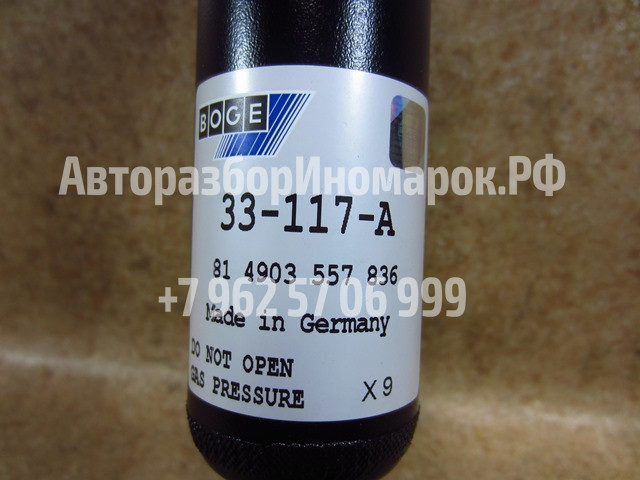 BOGE
АвторазборИномарок.РФ
33-117-A
81 4903 557 836
+7 962 57 06 999
Made in Germany
DO NOT OPEN
GAS PRESSURE
X9